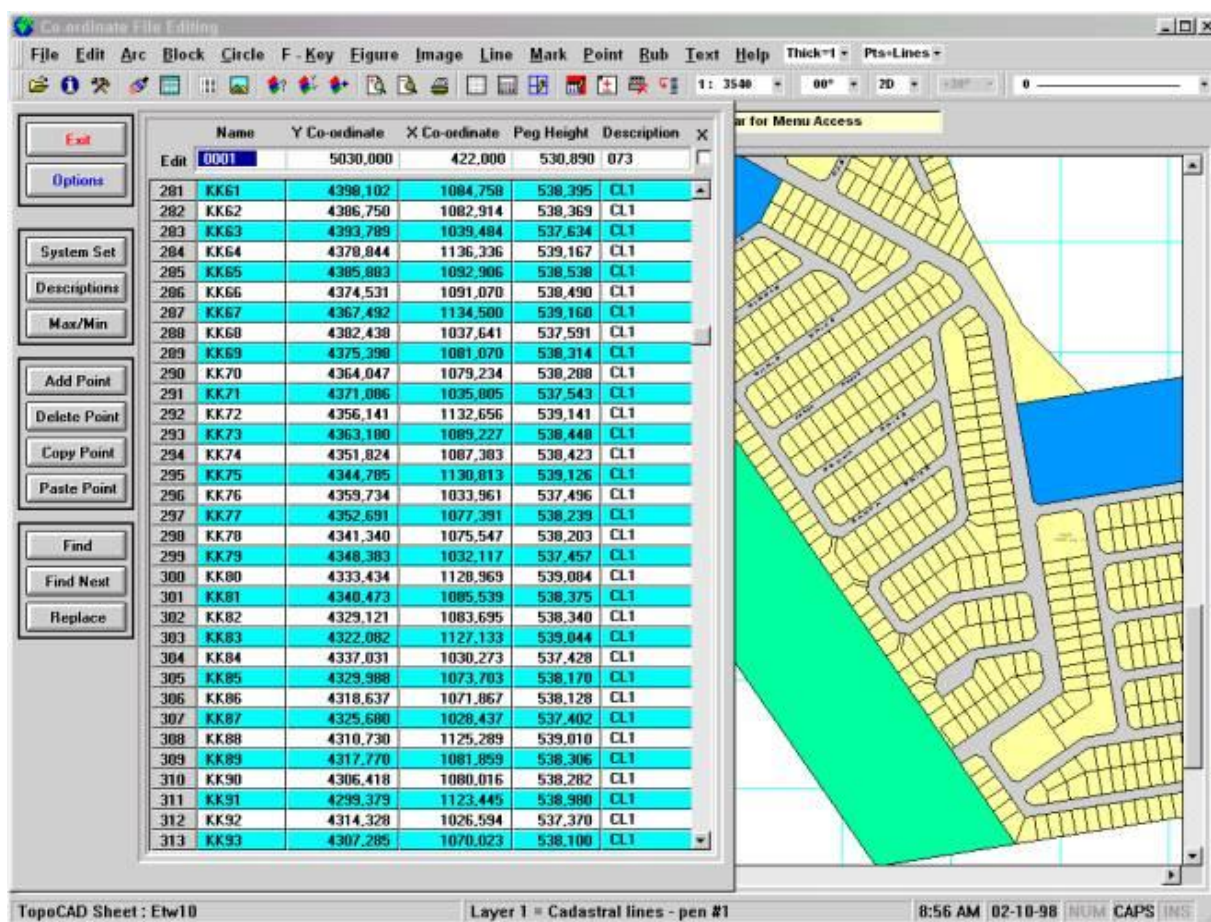 Co-ordinate File Editing
File Edit Arc Block Circle F - Key Figure Image Line Mark Point Rub Text Help Thick=1 Pts+Lines
1: 3540 00° 2D 0
ar for Menu Access
Exit
Options
System Set
Descriptions
Max/Min
Add Point
Delete Point
Copy Point
Paste Point
Find
Find Next
Replace
Name Y Co-ordinate X Co-ordinate Peg Height Description X
Edit 0001 5030,000 422,000 530,890 073
281 KK61 4398,102 1084,758 538,395 CL1
282 KK62 4386,750 1082,914 538,369 CL1
283 KK63 4393,789 1039,484 537,634 CL1
284 KK64 4378,844 1136,336 539,167 CL1
285 KK65 4385,883 1092,906 538,538 CL1
286 KK66 4374,531 1091,070 538,490 CL1
287 KK67 4367,492 1134,500 539,160 CL1
288 KK68 4382,438 1037,641 537,591 CL1
289 KK69 4375,398 1081,070 538,314 CL1
290 KK70 4364,047 1079,234 538,288 CL1
291 KK71 4371,086 1035,805 537,543 CL1
292 KK72 4356,141 1132,656 539,141 CL1
293 KK73 4363,180 1089,227 538,448 CL1
294 KK74 4351,824 1087,383 538,423 CL1
295 KK75 4344,785 1130,813 539,126 CL1
296 KK76 4359,734 1033,961 537,496 CL1
297 KK77 4352,691 1077,391 538,239 CL1
298 KK78 4341,340 1075,547 538,203 CL1
299 KK79 4348,383 1032,117 537,457 CL1
300 KK80 4333,434 1128,969 539,084 CL1
301 KK81 4340,473 1085,539 538,375 CL1
302 KK82 4329,121 1083,695 538,340 CL1
303 KK83 4322,082 1127,133 539,044 CL1
304 KK84 4337,031 1030,273 537,428 CL1
305 KK85 4329,988 1073,703 538,170 CL1
306 KK86 4318,637 1071,867 538,128 CL1
307 KK87 4325,680 1028,437 537,402 CL1
308 KK88 4310,730 1125,289 539,010 CL1
309 KK89 4317,770 1081,859 538,306 CL1
310 KK90 4306,418 1080,016 538,282 CL1
311 KK91 4299,379 1123,445 538,980 CL1
312 KK92 4314,328 1026,594 537,370 CL1
313 KK93 4307,285 1070,023 538,100 CL1
TopoCAD Sheet : Etw10 Layer 1 = Cadastral lines - pen #1 8:56 AM 02-10-98 NUM CAPS INS